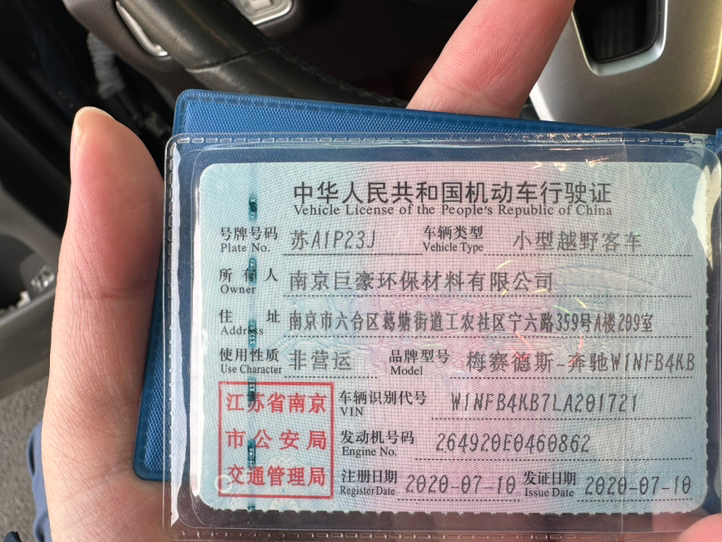 中华人民共和国机动车行驶证
Vehicle License of the People's Republic of China
号牌号码 Plate No. 苏A1P23J 车辆类型 Vehicle Type 小型越野客车
所有人 Owner 南京巨豪环保材料有限公司
住址 Address 南京市六合区葛塘街道工农社区宁六路359号A楼209室
使用性质 Use Character 非营运 品牌型号 Model 梅赛德斯-奔驰W1NFB4KB
江苏省南京
市公安局
交通管理局
车辆识别代号 VIN W1NFB4KB7LA201721
发动机号码 Engine No. 264920E0460862
注册日期 Register Date 2020-07-10 发证日期 Issue Date 2020-07-10